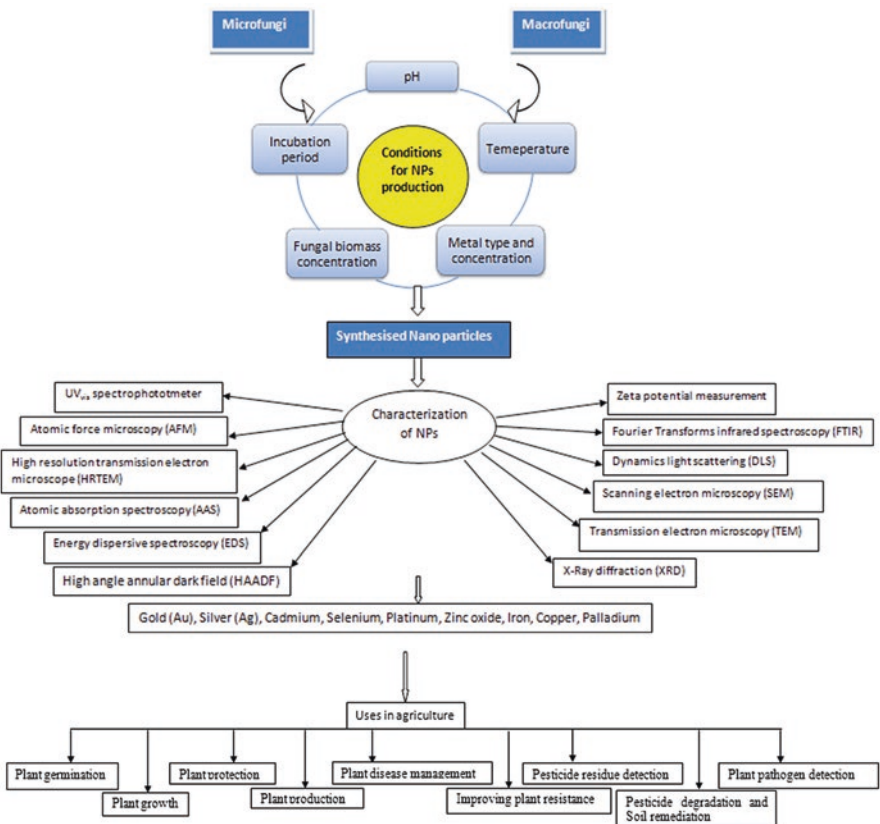 Microfungi
Macrofungi
pH
Incubation
period
Temeperature
Conditions
for NPs
production
Fungal biomass
concentration
Metal type and
concentration
Synthesised Nano particles
Characterization
of NPs
UVvis spectrophototmeter
Atomic force microscopy (AFM)
High resolution transmission electron
microscope (HRTEM)
Atomic absorption spectroscopy (AAS)
Energy dispersive spectroscopy (EDS)
High angle annular dark field (HAADF)
Zeta potential measurement
Fourier Transforms infrared spectroscopy (FTIR)
Dynamics light scattering (DLS)
Scanning electron microscopy (SEM)
Transmission electron microscopy (TEM)
X-Ray diffraction (XRD)
Gold (Au), Silver (Ag), Cadmium, Selenium, Platinum, Zinc oxide, Iron, Copper, Palladium
Uses in agriculture
Plant germination
Plant growth
Plant protection
Plant production
Plant disease management
Improving plant resistance
Pesticide residue detection
Pesticide degradation and
Soil remediation
Plant pathogen detection